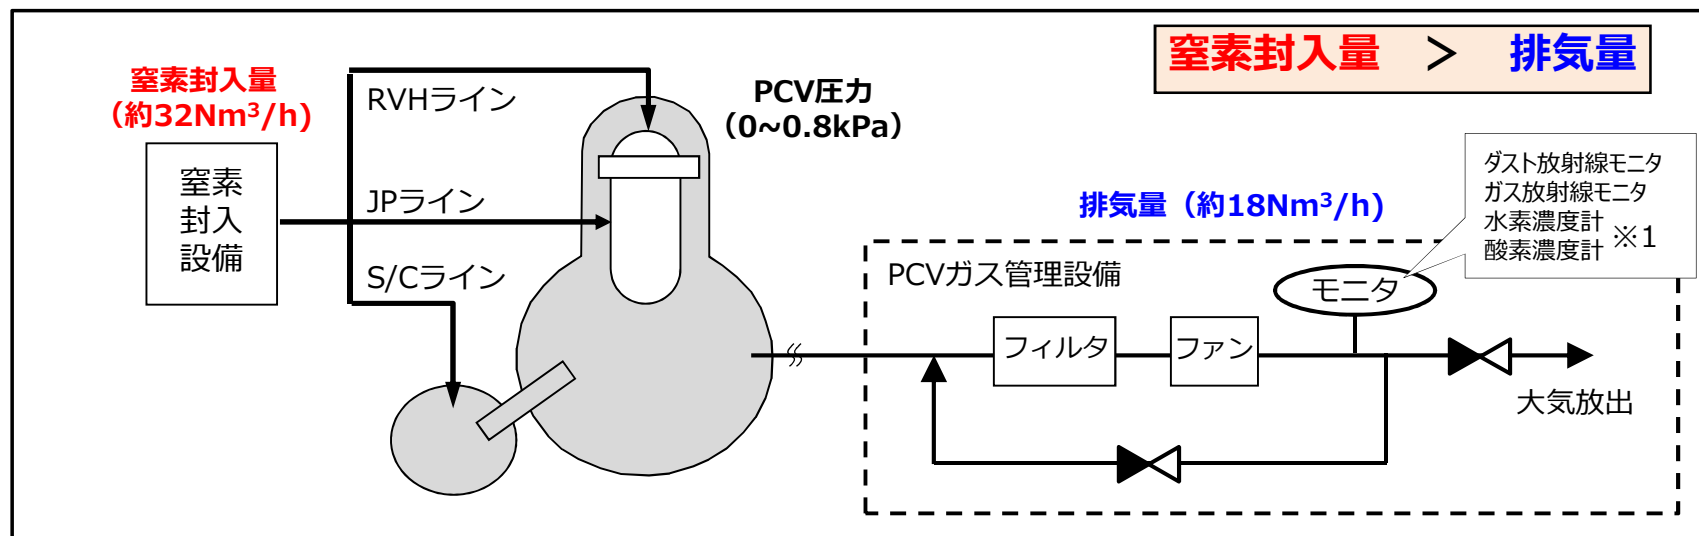 窒素封入量　＞　排気量
窒素封入量
（約32Nm³/h)
RVHライン
PCV圧力
（0~0.8kPa）
窒素
封入
設備
JPライン
S/Cライン
排気量（約18Nm³/h)
ダスト放射線モニタ
ガス放射線モニタ
水素濃度計
酸素濃度計
※1
PCVガス管理設備
モニタ
フィルタ
ファン
大気放出